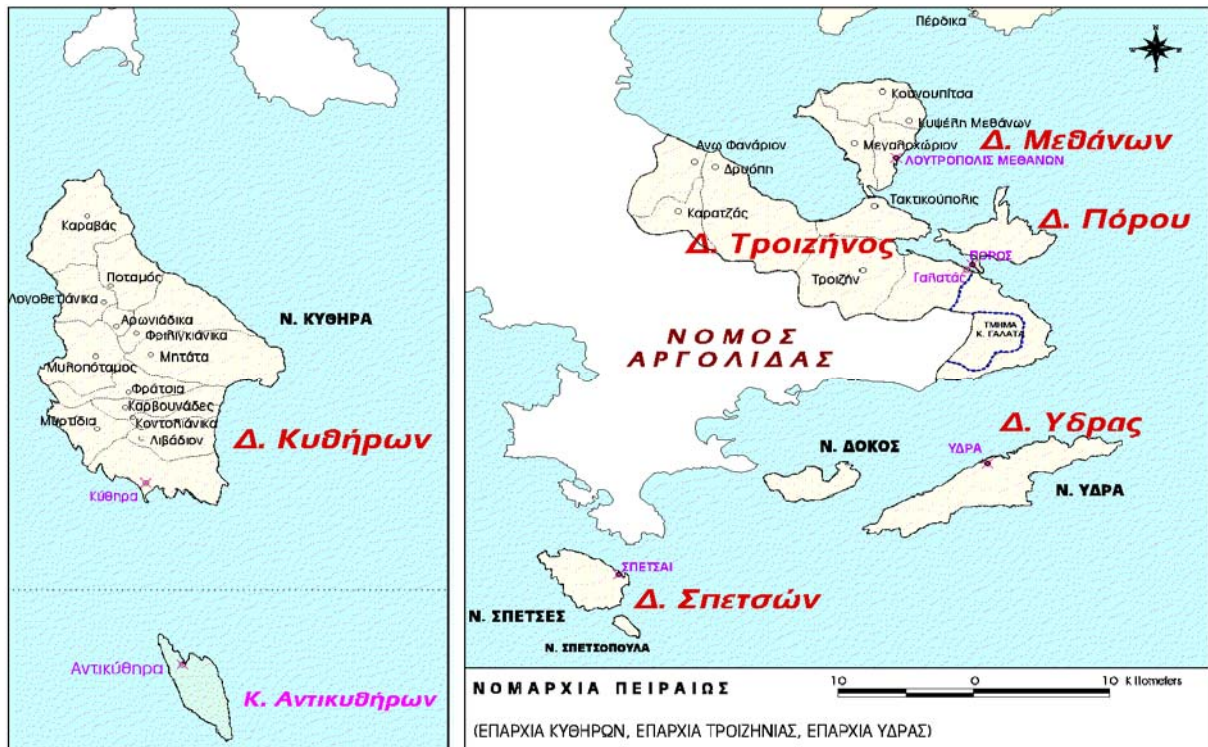 Καραβάς
Ποταμός
Λογοθετιάνικα
Αρωνιάδικα
Φριλιγκιάνικα
Ν. ΚΥΘΗΡΑ
Μητάτα
Μυλοπόταμος
Φράτσια
Καρβουνάδες
Μυρτίδια
Κοντολιάνικα
Λιβάδιον
Δ. Κυθήρων
Κύθηρα
Αντικύθηρα
Κ. Αντικυθήρων
Πέρδικα
N
Κουνουπίτσα
Κυψέλη Μεθάνων
Δ. Μεθάνων
Μεγαλοχώριον
ΛΟΥΤΡΟΠΟΛΙΣ ΜΕΘΑΝΩΝ
Ανω Φανάριον
Δρυόπη
Τακτικούπολις
Καρατζάς
Δ. Πόρου
Δ. Τροιζήνος
ΠΟΡΟΣ
Τροιζήν
Γαλατάς
ΤΜΗΜΑ
Κ. ΓΑΛΑΤΑ
ΝΟΜΟΣ
ΑΡΓΟΛΙΔΑΣ
Δ. Υδρας
Ν. ΔΟΚΟΣ
ΥΔΡΑ
Ν. ΥΔΡΑ
ΣΠΕΤΣΑΙ
Δ. Σπετσών
Ν. ΣΠΕΤΣΕΣ
Ν. ΣΠΕΤΣΟΠΟΥΛΑ
ΝΟΜΑΡΧΙΑ ΠΕΙΡΑΙΩΣ
10 0 10 Kilometers
(ΕΠΑΡΧΙΑ ΚΥΘΗΡΩΝ, ΕΠΑΡΧΙΑ ΤΡΟΙΖΗΝΙΑΣ, ΕΠΑΡΧΙΑ ΥΔΡΑΣ)